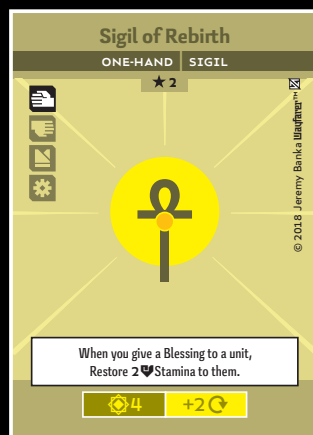 Sigil of Rebirth
ONE-HAND SIGIL
★ 2
When you give a Blessing to a unit,
Restore 2 Stamina to them.
4 +2
© 2018 Jeremy Banka